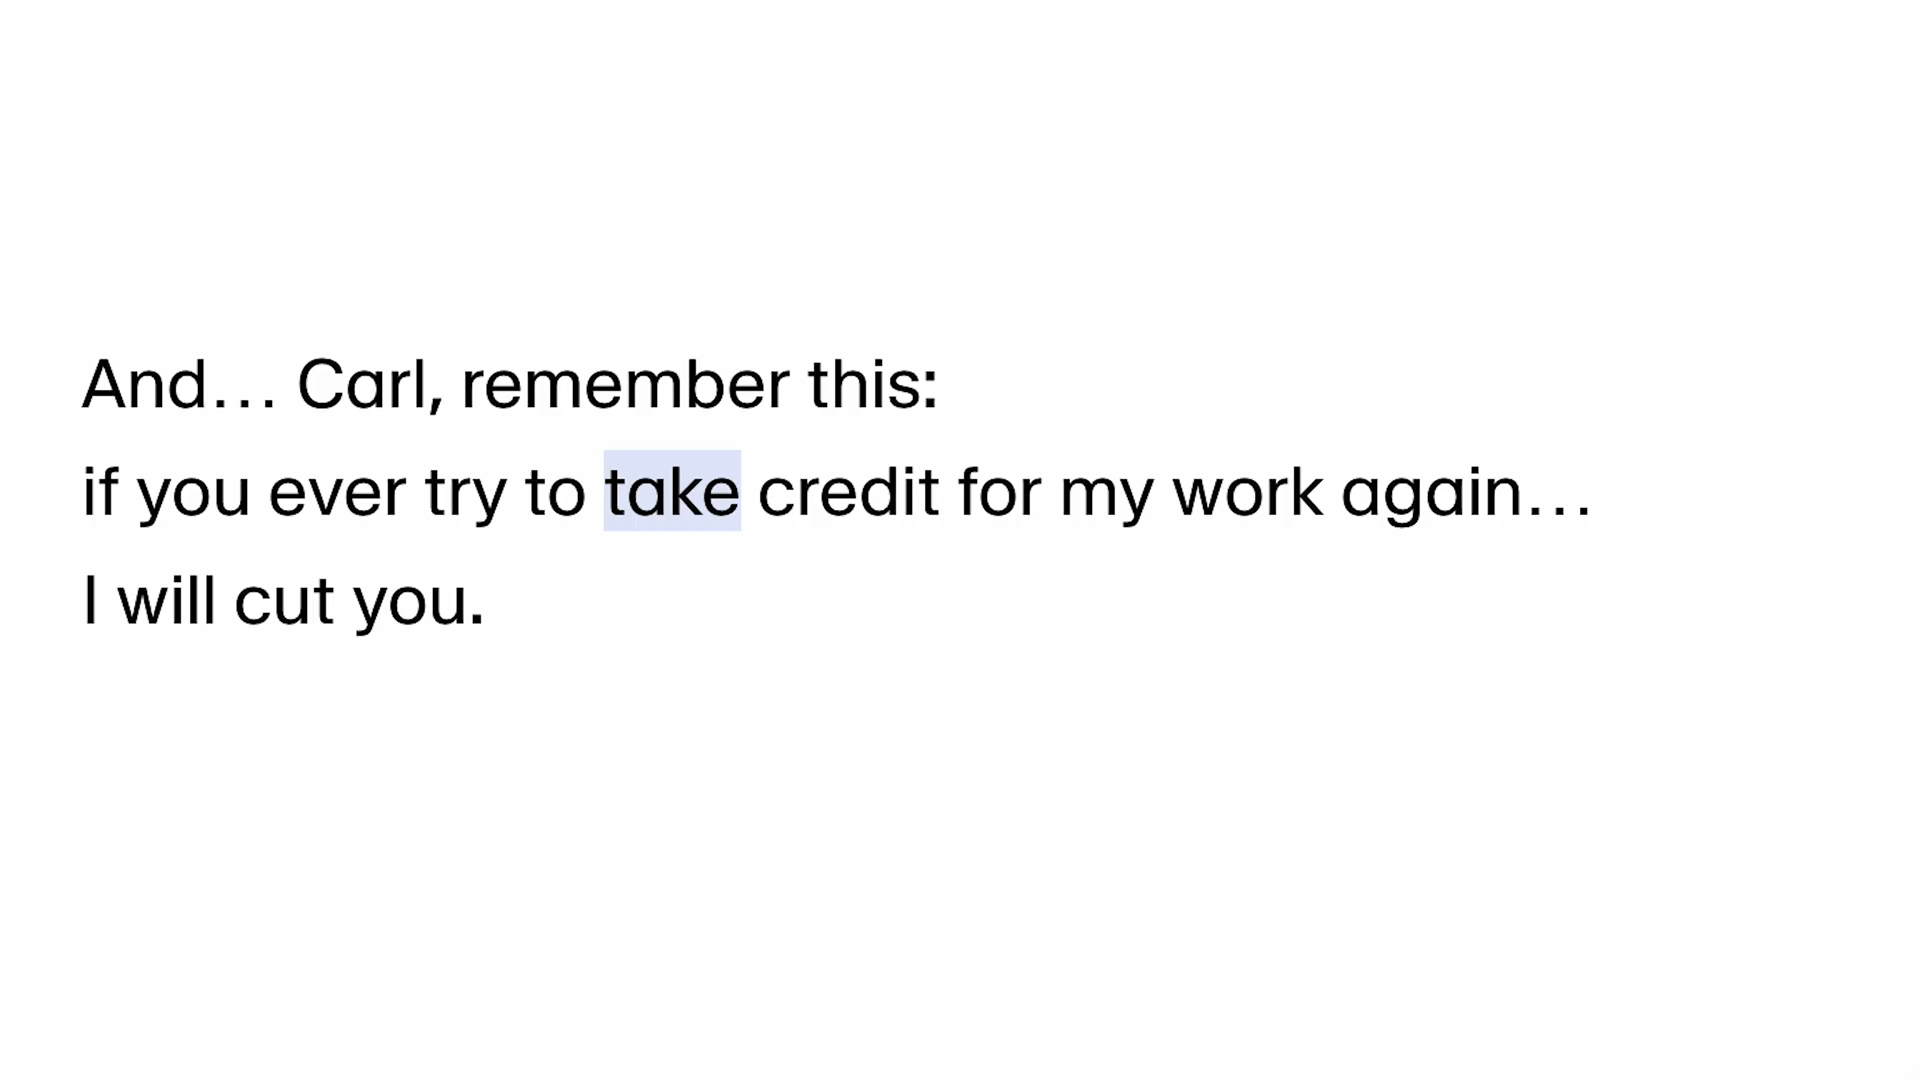 And… Carl, remember this:
if you ever try to take credit for my work again…
I will cut you.